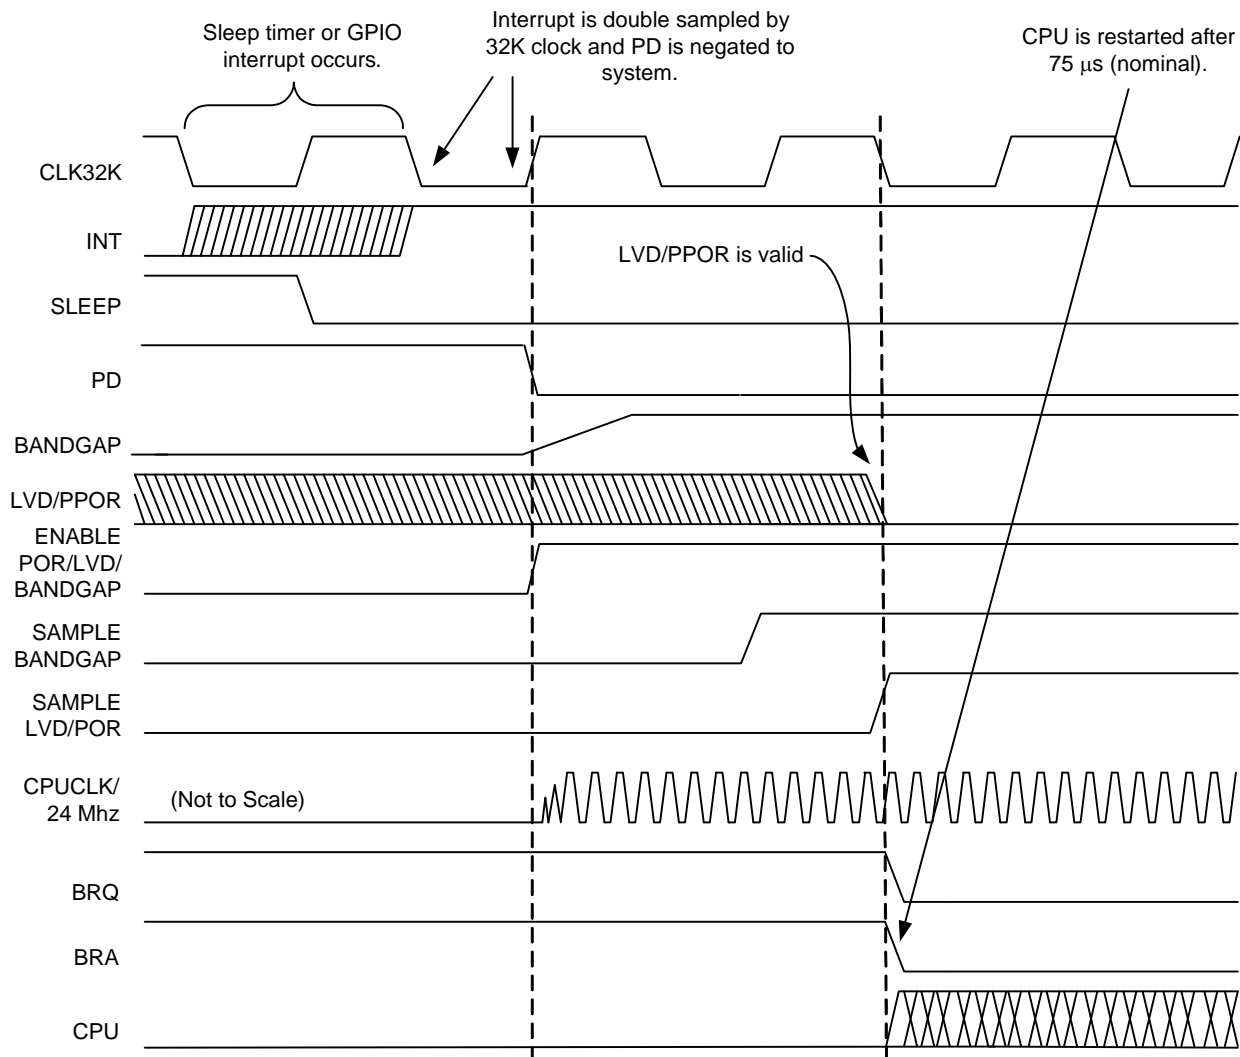 Sleep timer or GPIO
interrupt occurs.
Interrupt is double sampled by
32K clock and PD is negated to
system.
CPU is restarted after
75 μs (nominal).
CLK32K
INT
LVD/PPOR is valid
SLEEP
PD
BANDGAP
LVD/PPOR
ENABLE
POR/LVD/
BANDGAP
SAMPLE
BANDGAP
SAMPLE
LVD/POR
CPUCLK/
24 Mhz
(Not to Scale)
BRQ
BRA
CPU